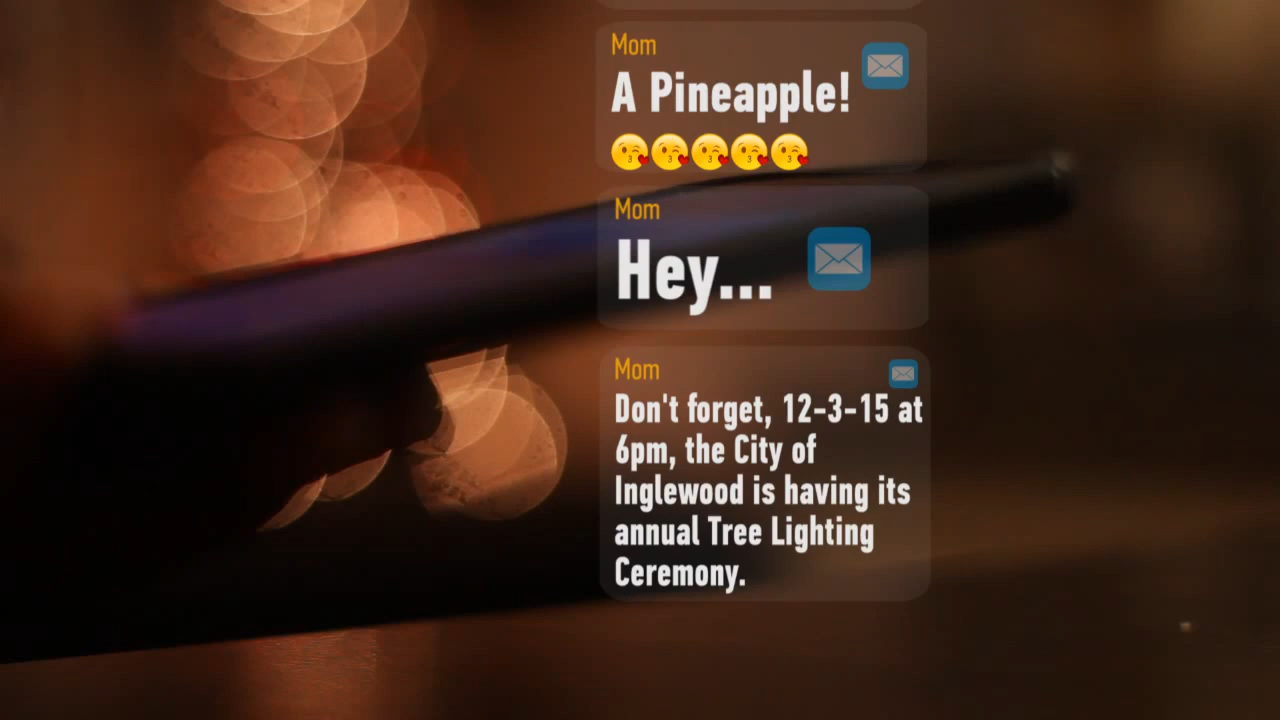 Mom
A Pineapple!
😘😘😘😘😘
Mom
Hey...
Mom
Don't forget, 12-3-15 at
6pm, the City of
Inglewood is having its
annual Tree Lighting
Ceremony.